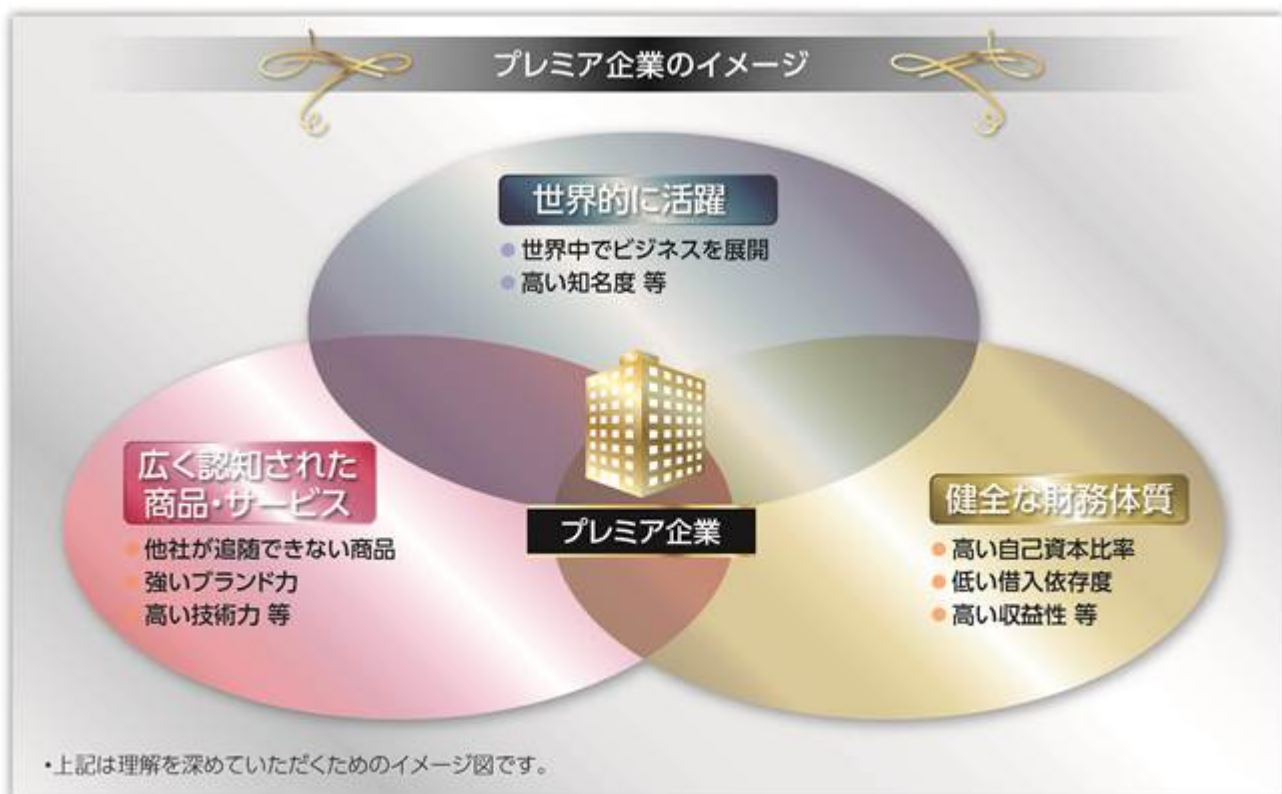 プレミア企業のイメージ
世界的に活躍
● 世界中でビジネスを展開
● 高い知名度 等
広く認知された
商品・サービス
● 他社が追随できない商品
● 強いブランド力
● 高い技術力 等
プレミア企業
健全な財務体質
● 高い自己資本比率
● 低い借入依存度
● 高い収益性 等
・上記は理解を深めていただくためのイメージ図です。